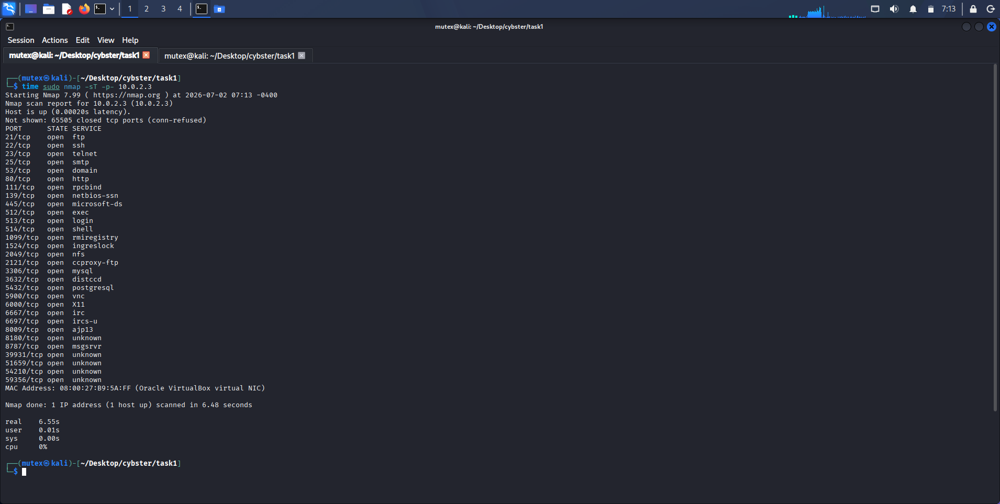 1 2 3 4 7:13
mutex@kali: ~/Desktop/cybster/task1
Session Actions Edit View Help
mutex@kali: ~/Desktop/cybster/task1 mutex@kali: ~/Desktop/cybster/task1
┌──(mutex㉿kali)-[~/Desktop/cybster/task1]
└─$ time sudo nmap -sT -p- 10.0.2.3
Starting Nmap 7.99 ( https://nmap.org ) at 2026-07-02 07:13 -0400
Nmap scan report for 10.0.2.3 (10.0.2.3)
Host is up (0.00020s latency).
Not shown: 65505 closed tcp ports (conn-refused)
PORT      STATE SERVICE
21/tcp    open  ftp
22/tcp    open  ssh
23/tcp    open  telnet
25/tcp    open  smtp
53/tcp    open  domain
80/tcp    open  http
111/tcp   open  rpcbind
139/tcp   open  netbios-ssn
445/tcp   open  microsoft-ds
512/tcp   open  exec
513/tcp   open  login
514/tcp   open  shell
1099/tcp  open  rmiregistry
1524/tcp  open  ingreslock
2049/tcp  open  nfs
2121/tcp  open  ccproxy-ftp
3306/tcp  open  mysql
3632/tcp  open  distccd
5432/tcp  open  postgresql
5900/tcp  open  vnc
6000/tcp  open  X11
6667/tcp  open  irc
6697/tcp  open  ircs-u
8009/tcp  open  ajp13
8180/tcp  open  unknown
8787/tcp  open  msgsrvr
39931/tcp open  unknown
51659/tcp open  unknown
54210/tcp open  unknown
59356/tcp open  unknown
MAC Address: 08:00:27:B9:5A:FF (Oracle VirtualBox virtual NIC)
Nmap done: 1 IP address (1 host up) scanned in 6.48 seconds
real    6.55s
user    0.01s
sys     0.00s
cpu     0%
┌──(mutex㉿kali)-[~/Desktop/cybster/task1]
└─$